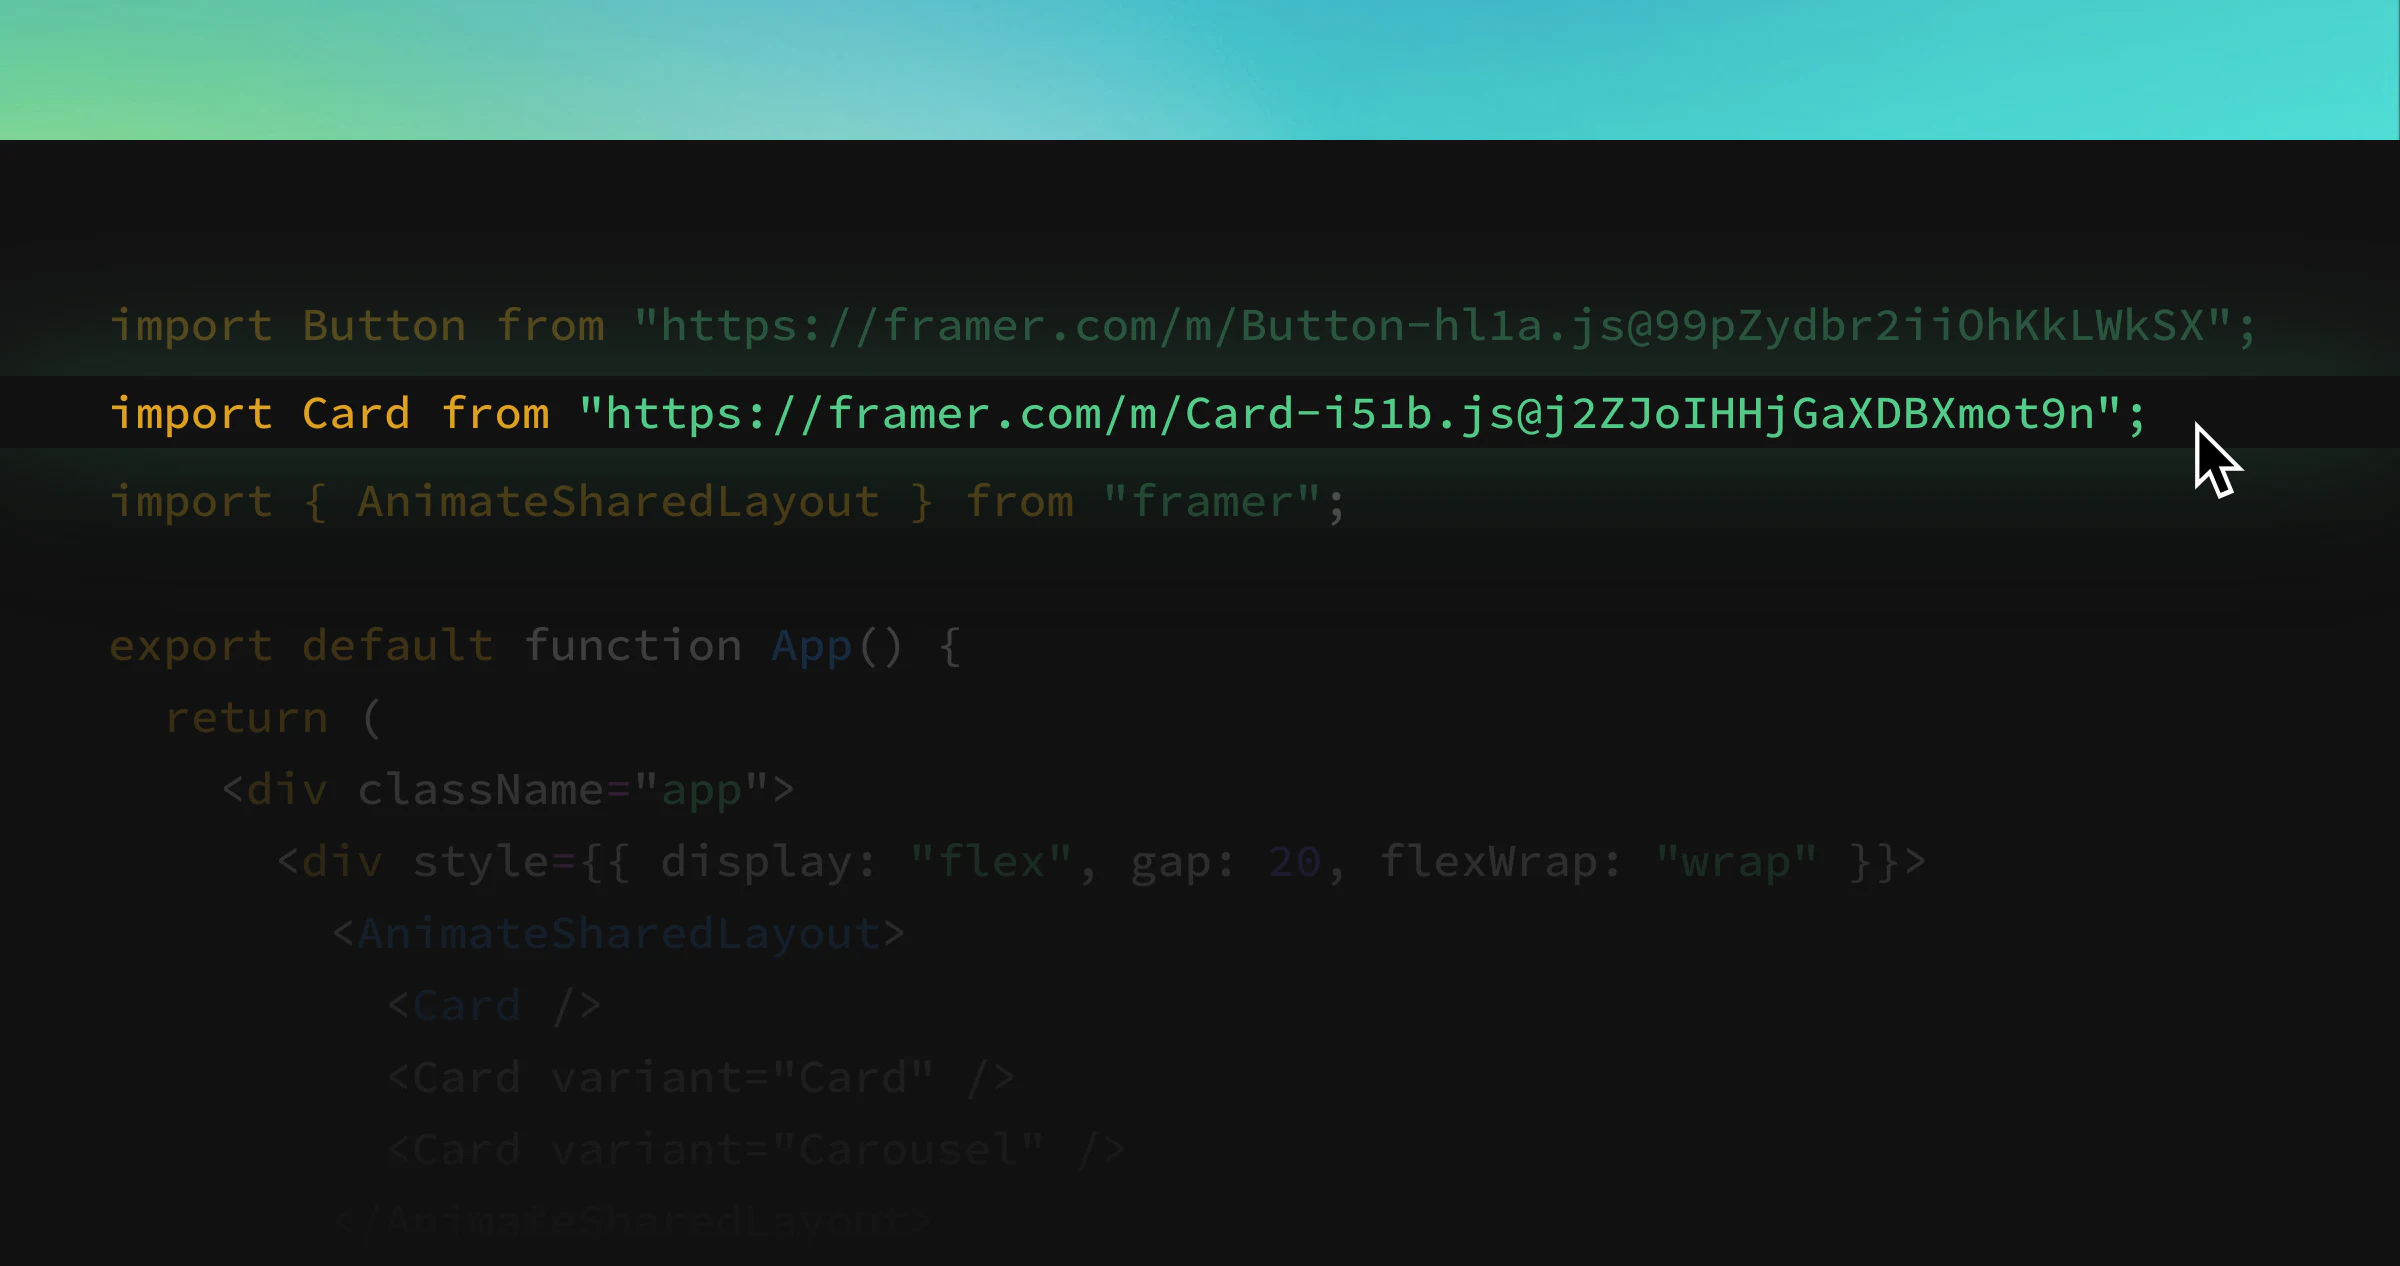 import Button from "https://framer.com/m/Button-hl1a.js@99pZydbr2iiOhKkLWkSX";
import Card from "https://framer.com/m/Card-i51b.js@j2ZJoIHHjGaXDBXmot9n";
import { AnimateSharedLayout } from "framer";
export default function App() {
return (
<div className="app">
<div style={{ display: "flex", gap: 20, flexWrap: "wrap" }}>
<AnimateSharedLayout>
<Card />
<Card variant="Card" />
<Card variant="Carousel" />
</AnimateSharedLayout>